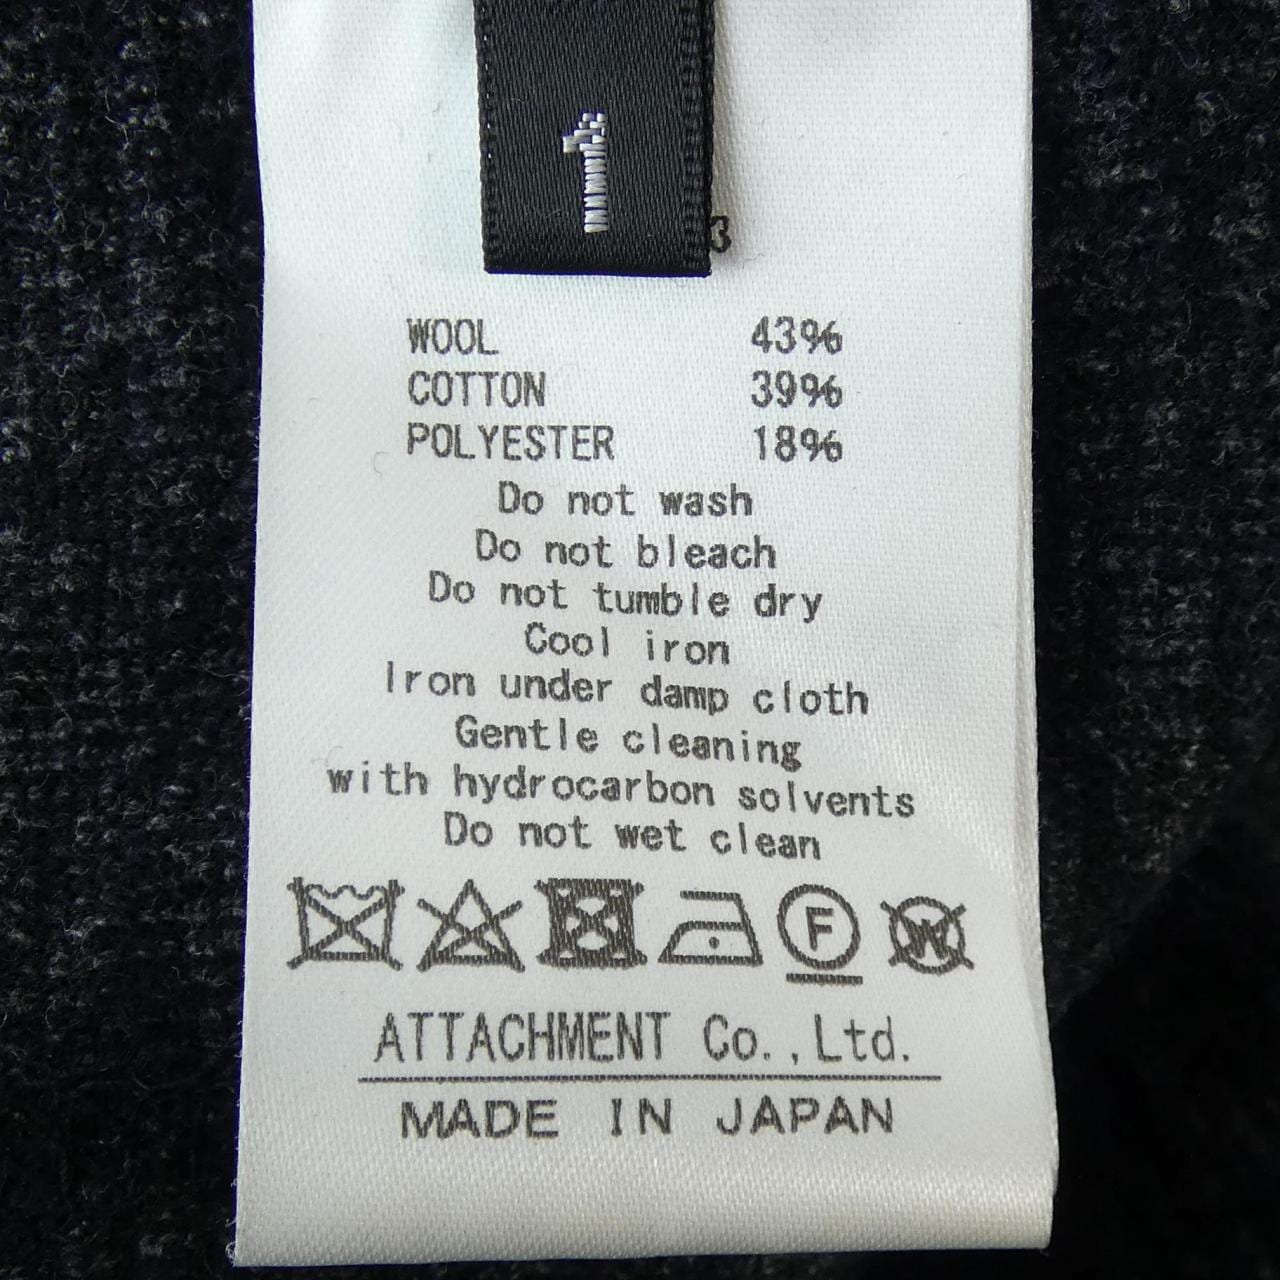 1
3
WOOL 43%
COTTON 39%
POLYESTER 18%
Do not wash
Do not bleach
Do not tumble dry
Cool iron
Iron under damp cloth
Gentle cleaning
with hydrocarbon solvents
Do not wet clean
F W
ATTACHMENT Co.,Ltd.
MADE IN JAPAN